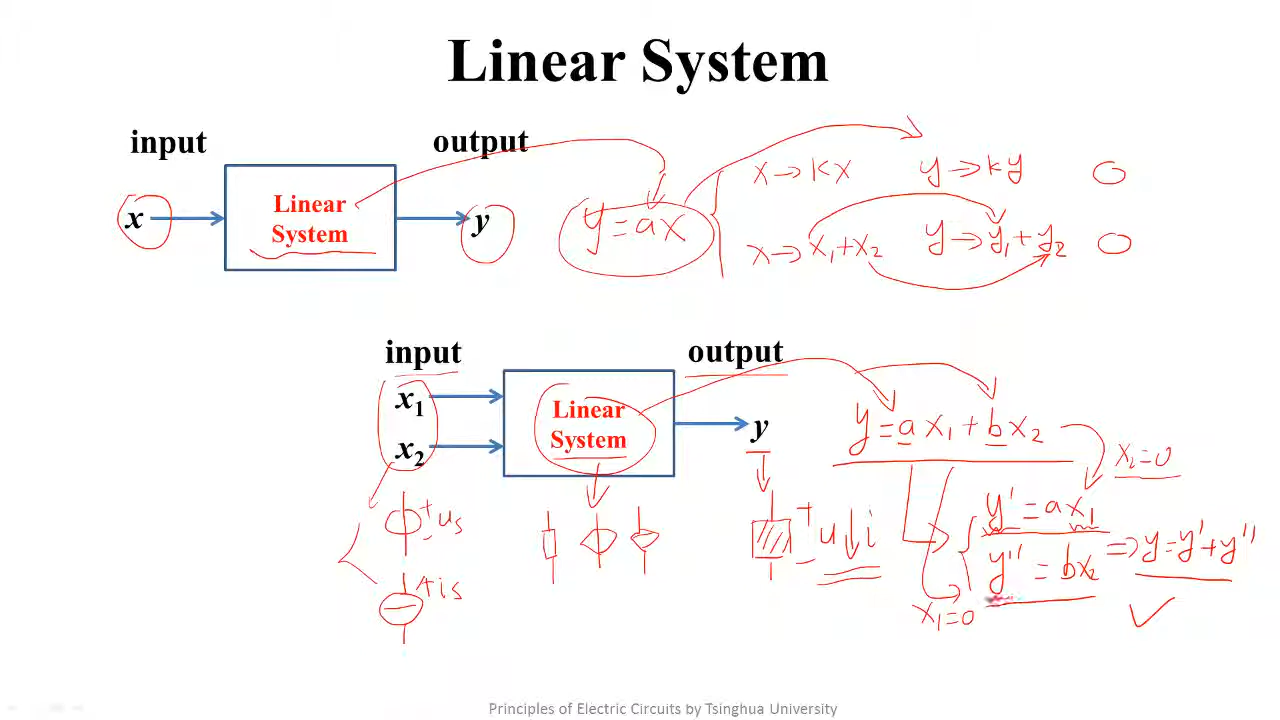 Linear System
input
output
x
Linear
System
y
y = ax
x → kx
y → ky
x → x₁+x₂
y → y₁+y₂
input
output
x₁
x₂
Linear
System
y
y = ax₁ + bx₂
x₂=0
y' = ax₁
y'' = bx₂
⇒ y=y'+y''
x₁=0
+ us -
is
+ u - i
Principles of Electric Circuits by Tsinghua University